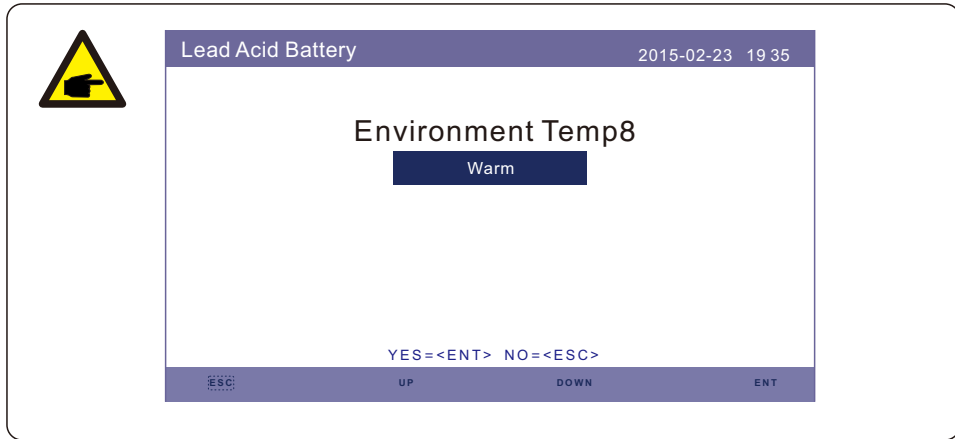 Lead Acid Battery 2015-02-23 19 35
Environment Temp8
Warm
YES=<ENT> NO=<ESC>
ESC UP DOWN ENT